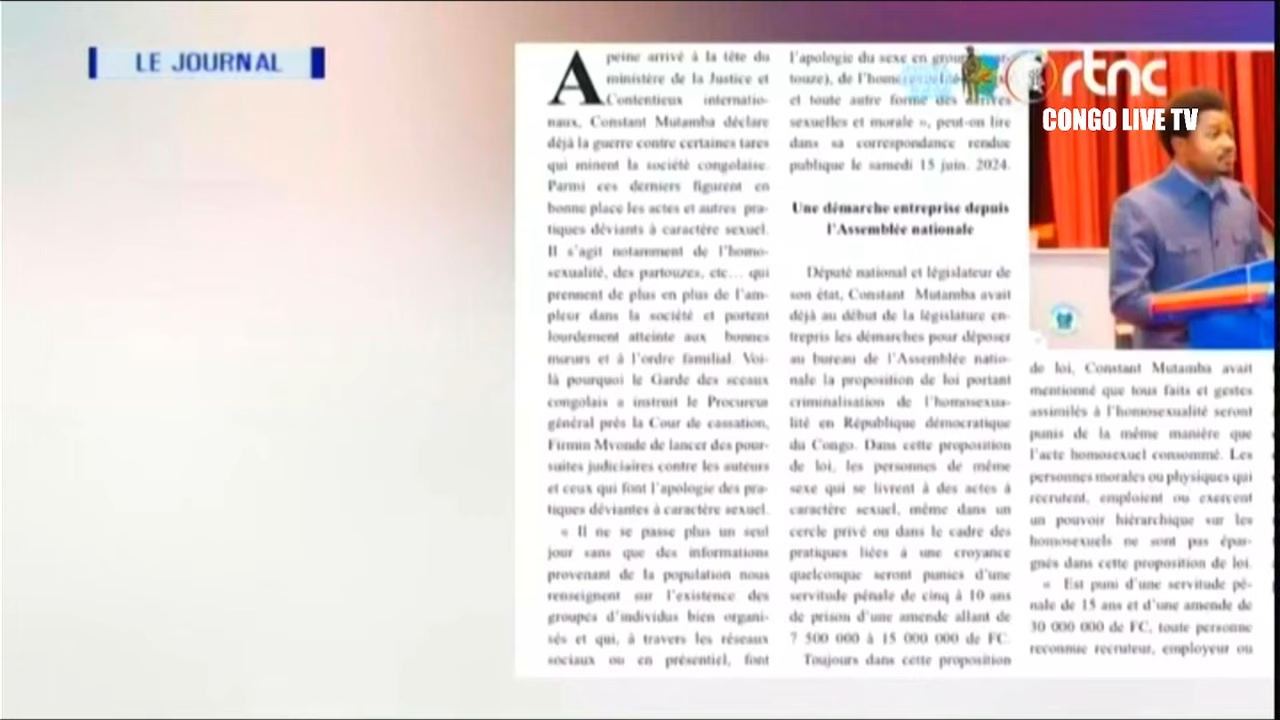 LE JOURNAL
rtnc
CONGO LIVE TV
A peine arrivé à la tête du
ministère de la Justice et
Contentieux internatio-
naux, Constant Mutamba déclare
déjà la guerre contre certaines tares
qui minent la société congolaise.
Parmi ces derniers figurent en
bonne place les actes et autres pra-
tiques déviants à caractère sexuel.
Il s'agit notamment de l'homo-
sexualité, des partouzes, etc… qui
prennent de plus en plus de l'am-
pleur dans la société et portent
lourdement atteinte aux bonnes
mœurs et à l'ordre familial. Voi-
là pourquoi le Garde des sceaux
congolais a instruit le Procureur
général près la Cour de cassation,
Firmin Mvonde de lancer des pour-
suites judiciaires contre les auteurs
et ceux qui font l'apologie des pra-
tiques déviantes à caractère sexuel.
« Il ne se passe plus un seul
jour sans que des informations
provenant de la population nous
renseignent sur l'existence des
groupes d'individus bien organi-
sés et qui, à travers les réseaux
sociaux ou en présentiel, font
l'apologie du sexe en
touze), de
et toute autre forme des dérives
sexuelles et morale », peut-on lire
dans sa correspondance rendue
publique le samedi 15 juin. 2024.
Une démarche entreprise depuis
l'Assemblée nationale
Député national et législateur de
son état, Constant Mutamba avait
déjà au début de la législature en-
trepris les démarches pour déposer
au bureau de l'Assemblée natio-
nale la proposition de loi portant
criminalisation de l'homosexua-
lité en République démocratique
du Congo. Dans cette proposition
de loi, les personnes de même
sexe qui se livrent à des actes à
caractère sexuel, même dans un
cercle privé ou dans le cadre des
pratiques liées à une croyance
quelconque seront punies d'une
servitude pénale de cinq à 10 ans
de prison d'une amende allant de
7 500 000 à 15 000 000 de FC.
Toujours dans cette proposition
de loi, Constant Mutamba avait
mentionné que tous faits et gestes
assimilés à l'homosexualité seront
punis de la même manière que
l'acte homosexuel consommé. Les
personnes morales ou physiques qui
recrutent, emploient ou exercent
un pouvoir hiérarchique sur les
homosexuels ne sont pas épar-
gnés dans cette proposition de loi.
« Est puni d'une servitude pé-
nale de 15 ans et d'une amende de
30 000 000 de FC, toute personne
reconnue recruteur, employeur ou